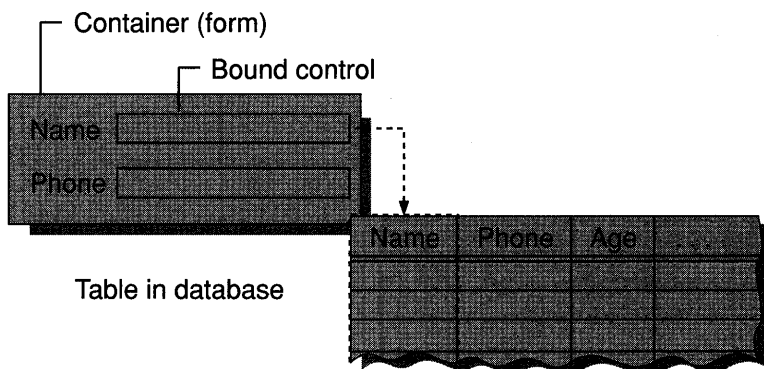 Container (form)
Bound control
Name
Phone
Name Phone Age ....
Table in database